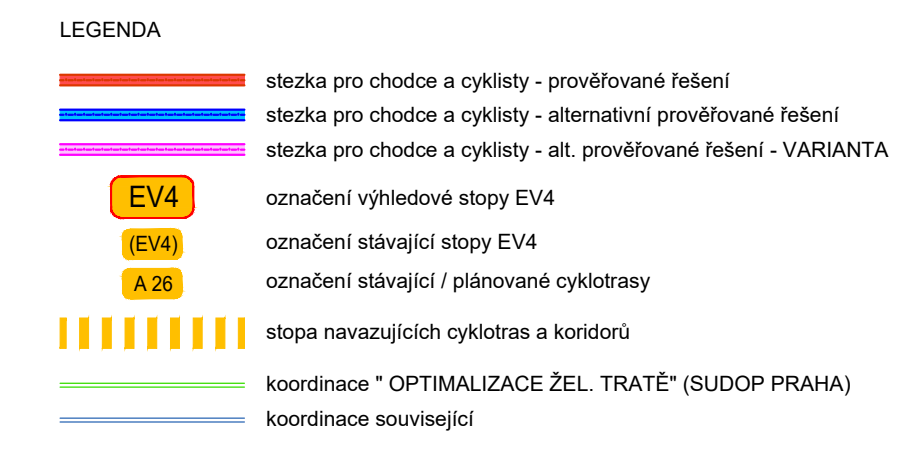 LEGENDA
stezka pro chodce a cyklisty - prověřované řešení
stezka pro chodce a cyklisty - alternativní prověřované řešení
stezka pro chodce a cyklisty - alt. prověřované řešení - VARIANTA
EV4 označení výhledové stopy EV4
(EV4) označení stávající stopy EV4
A 26 označení stávající / plánované cyklotrasy
stopa navazujících cyklotras a koridorů
koordinace " OPTIMALIZACE ŽEL. TRATĚ" (SUDOP PRAHA)
koordinace související